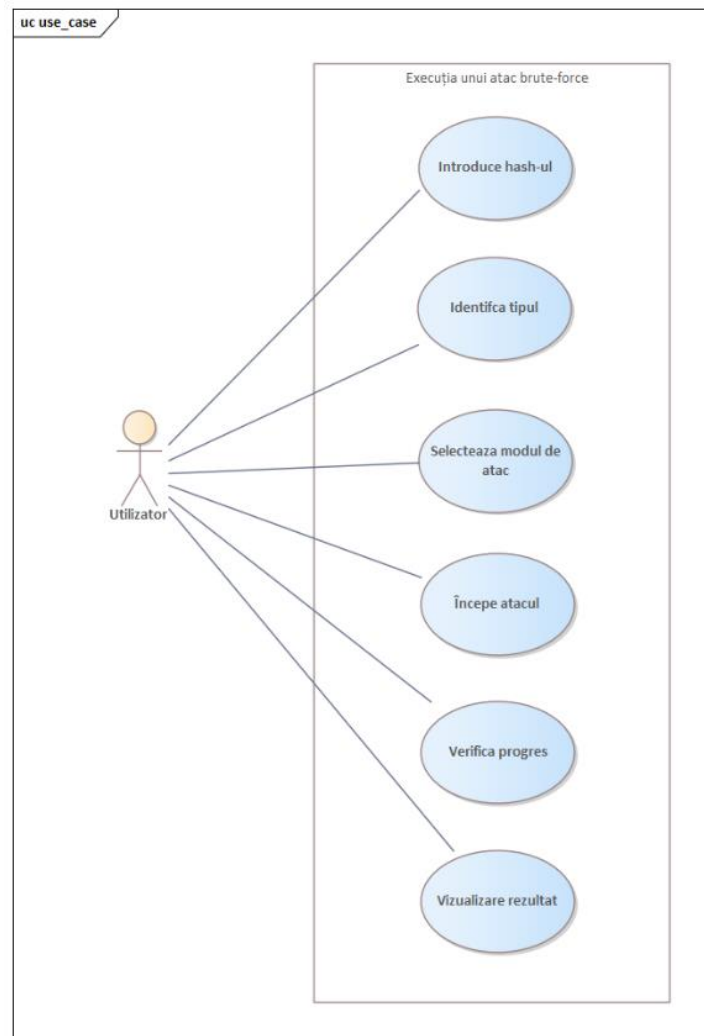 uc use_case
Execuția unui atac brute-force
Introduce hash-ul
Identifca tipul
Selecteaza modul de
atac
Utilizator
Începe atacul
Verifica progres
Vizualizare rezultat